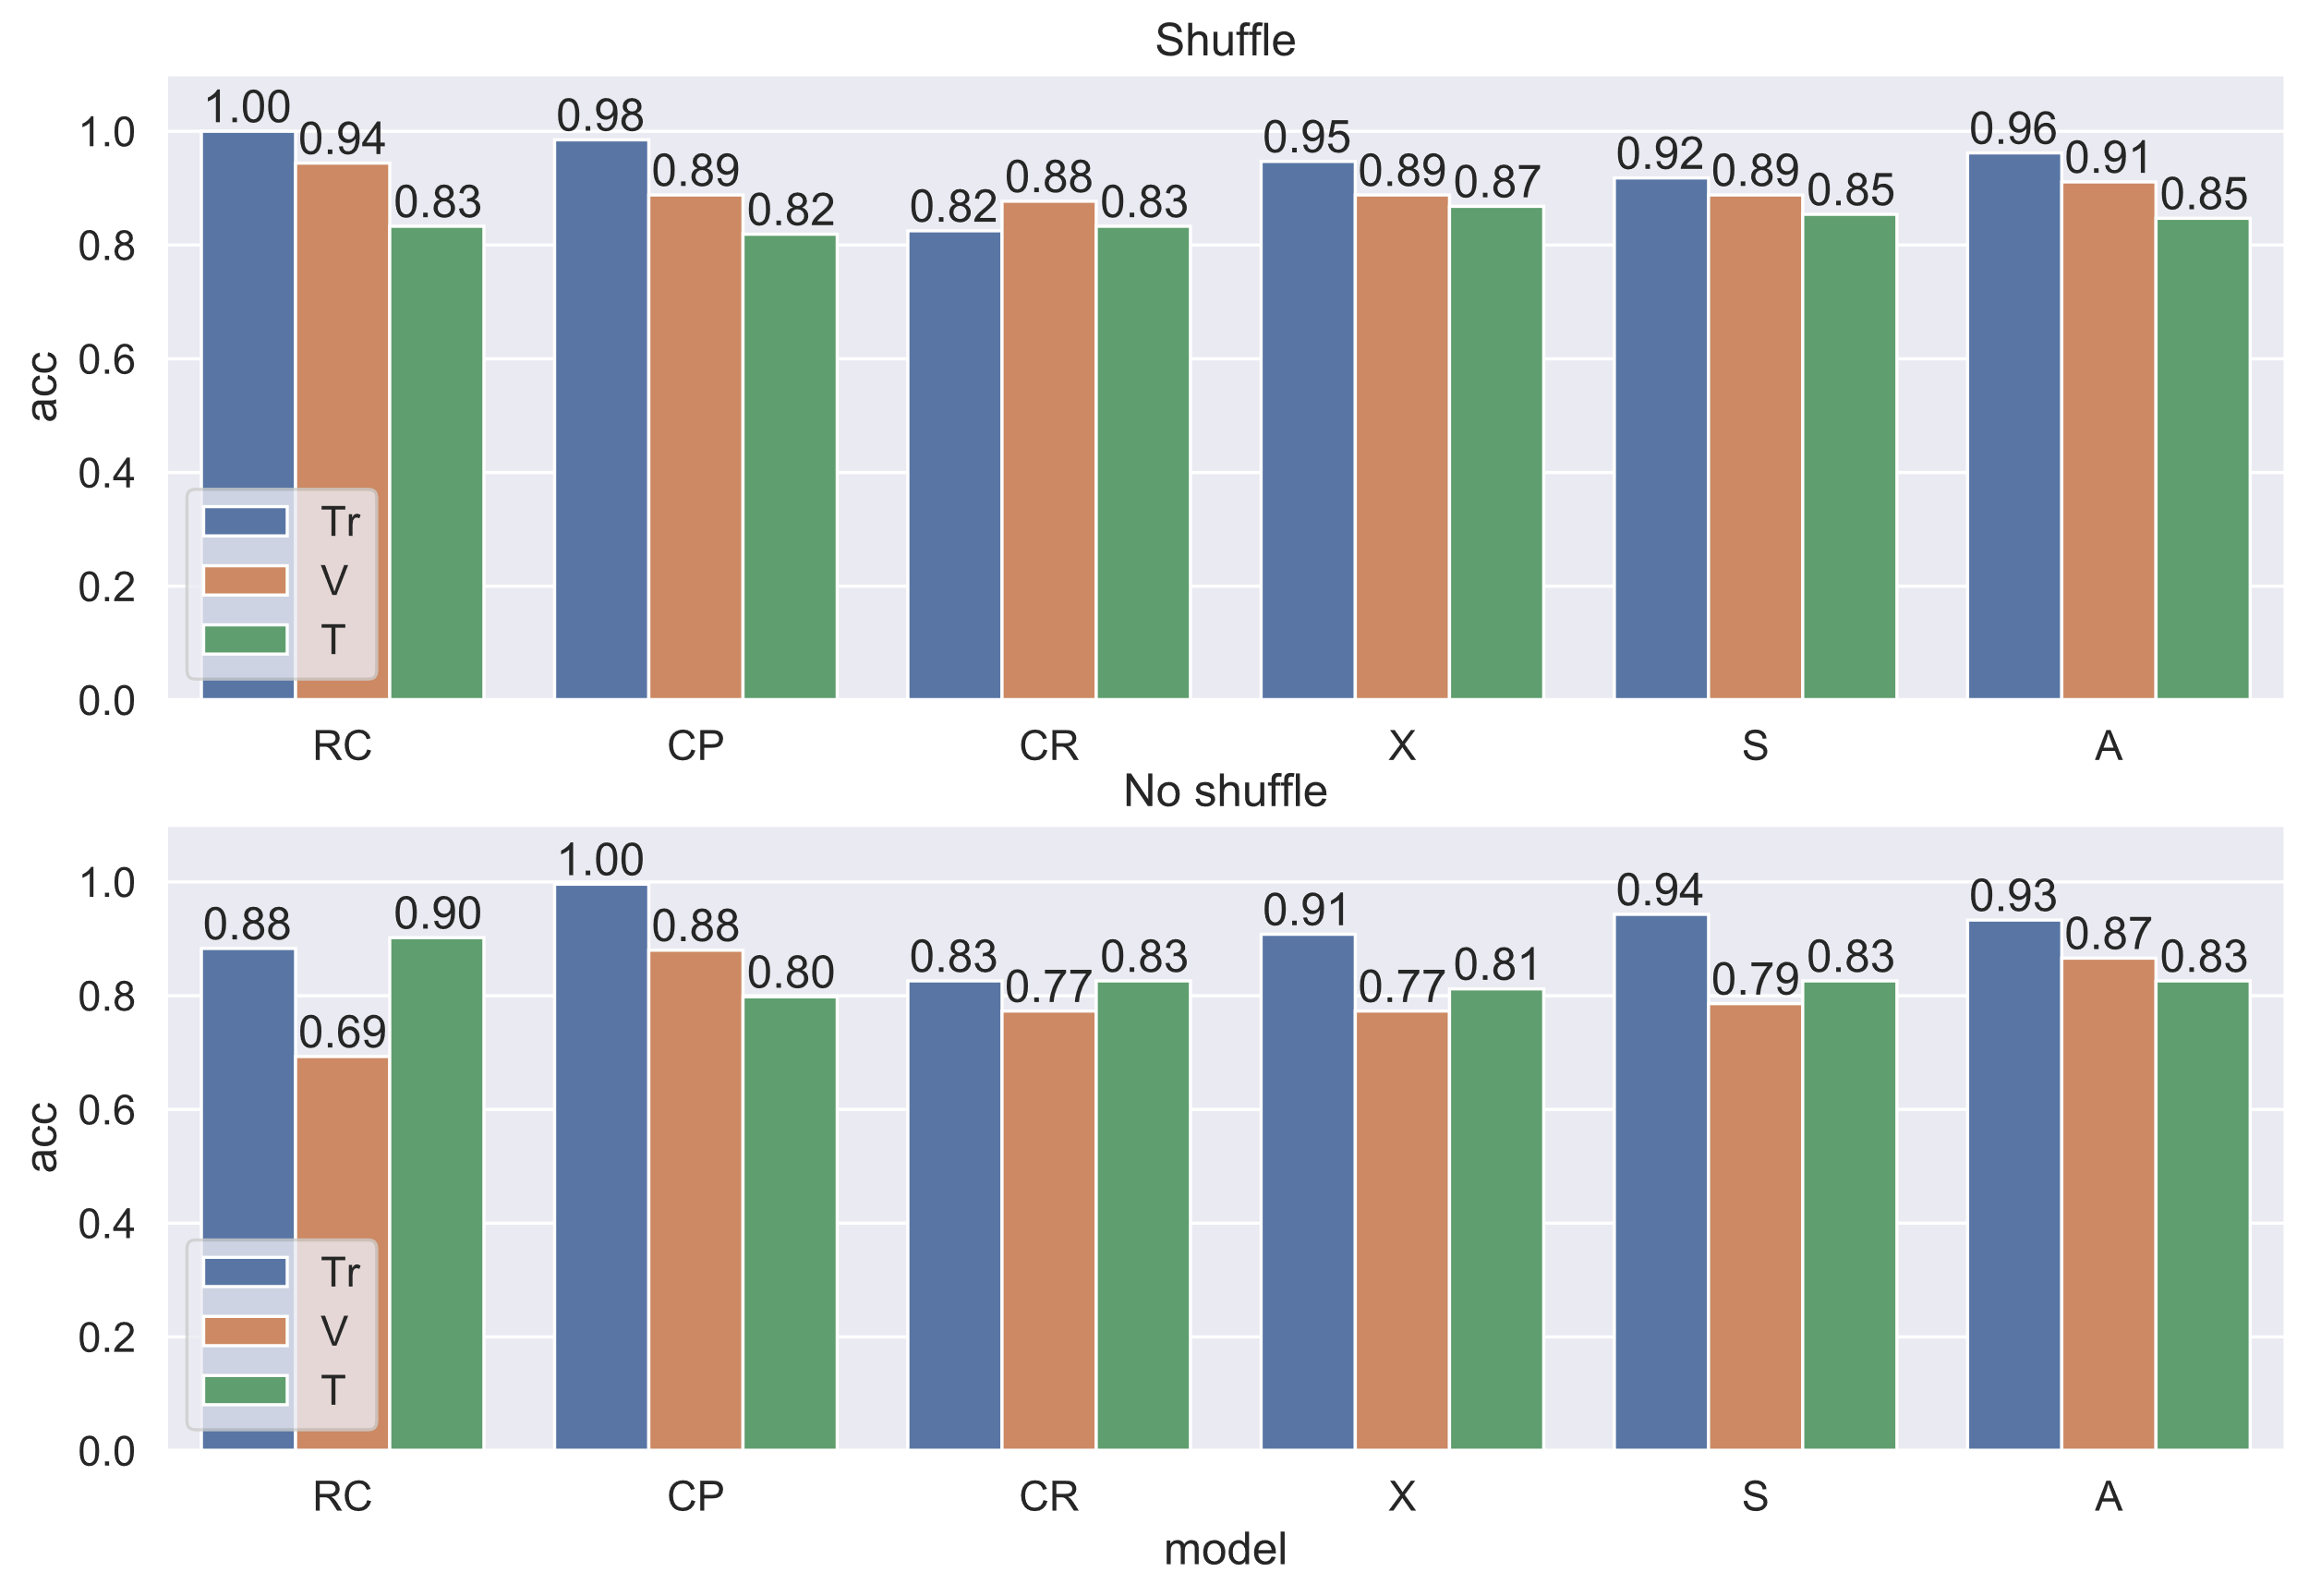 Shuffle
1.00 0.94 0.83 0.98 0.89 0.82 0.82 0.88 0.83 0.95 0.89 0.87 0.92 0.89 0.85 0.96 0.91 0.85
1.0
0.8
0.6
0.4
0.2
0.0
acc
Tr
V
T
RC CP CR X S A
No shuffle
0.88 0.69 0.90 1.00 0.88 0.80 0.83 0.77 0.83 0.91 0.77 0.81 0.94 0.79 0.83 0.93 0.87 0.83
1.0
0.8
0.6
0.4
0.2
0.0
acc
Tr
V
T
RC CP CR X S A
model